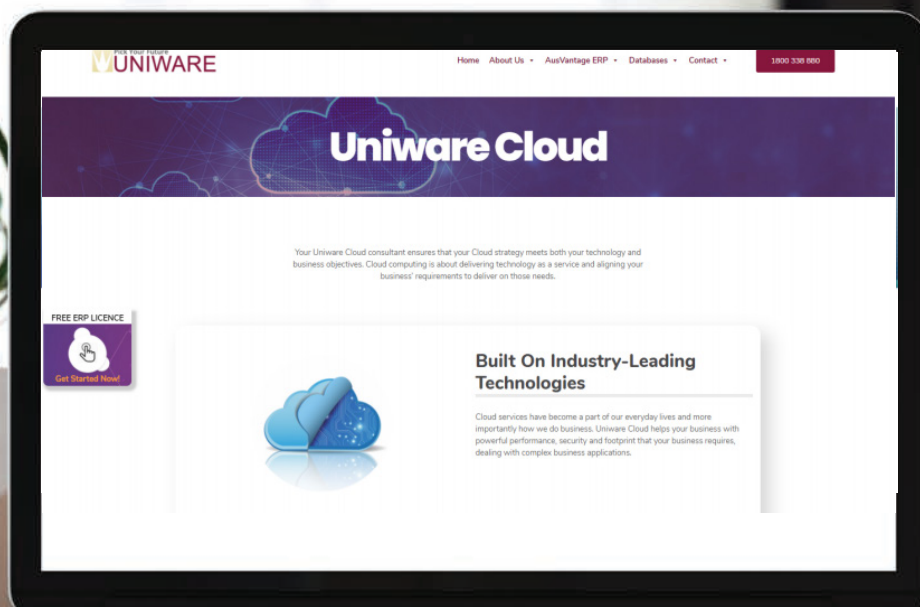 Pick Your Future
UNIWARE
Home About Us AusVantage ERP Databases Contact
1800 338 880
Uniware Cloud
Your Uniware Cloud consultant ensures that your Cloud strategy meets both your technology and
business objectives. Cloud computing is about delivering technology as a service and aligning your
business' requirements to deliver on those needs.
FREE ERP LICENCE
Get Started Now!
Built On Industry-Leading
Technologies
Cloud services have become a part of our everyday lives and more
importantly how we do business. Uniware Cloud helps your business with
powerful performance, security and footprint that your business requires,
dealing with complex business applications.